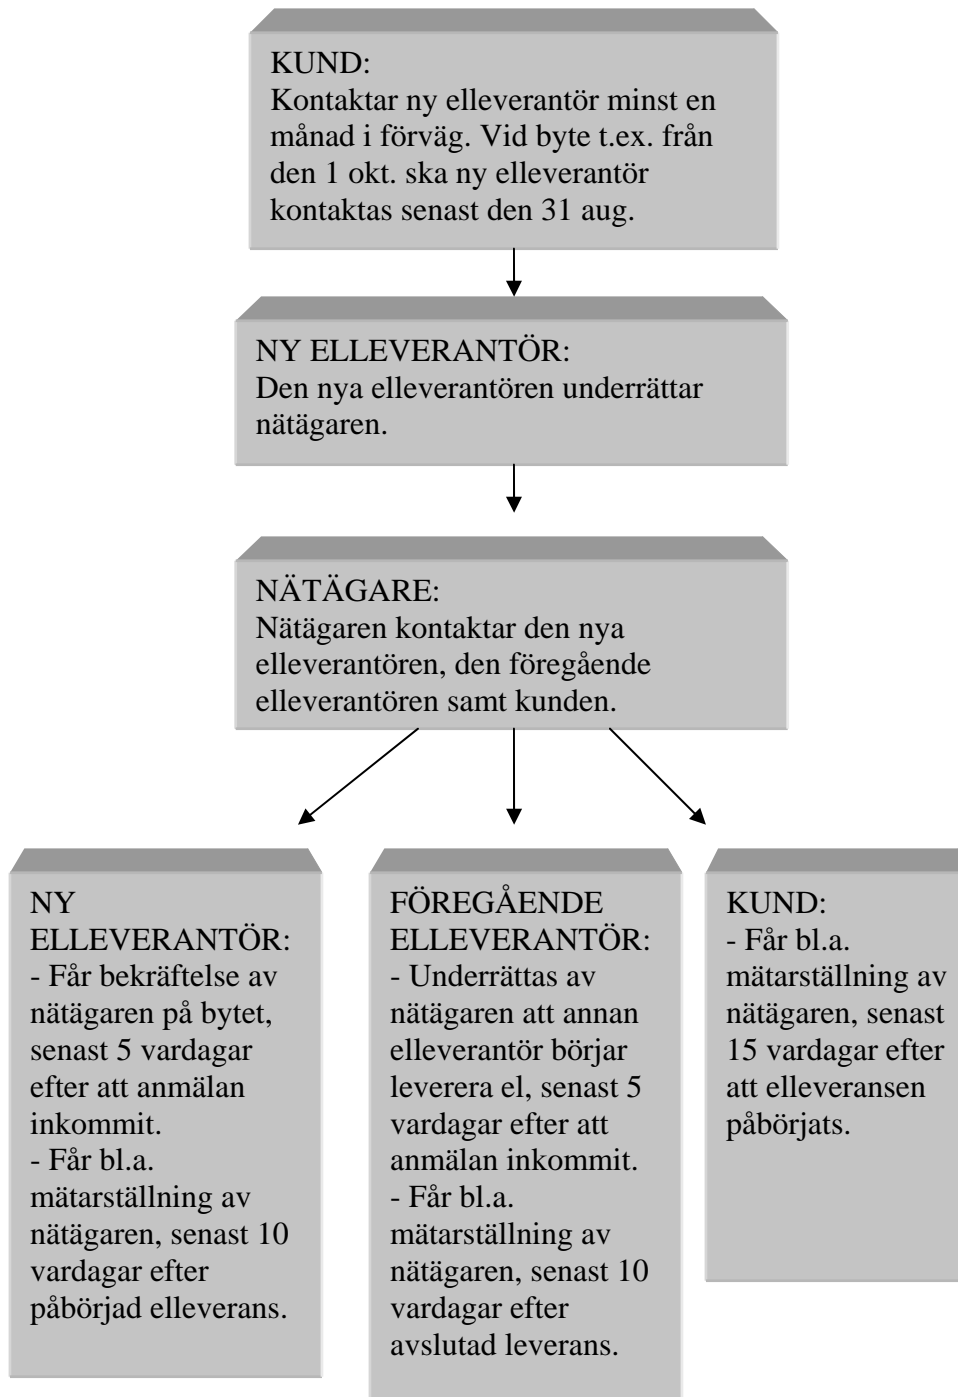 KUND:
Kontaktar ny elleverantör minst en
månad i förväg. Vid byte t.ex. från
den 1 okt. ska ny elleverantör
kontaktas senast den 31 aug.
NY ELLEVERANTÖR:
Den nya elleverantören underrättar
nätägaren.
NÄTÄGARE:
Nätägaren kontaktar den nya
elleverantören, den föregående
elleverantören samt kunden.
NY
ELLEVERANTÖR:
- Får bekräftelse av
nätägaren på bytet,
senast 5 vardagar
efter att anmälan
inkommit.
- Får bl.a.
mätarställning av
nätägaren, senast 10
vardagar efter
påbörjad elleverans.
FÖREGÅENDE
ELLEVERANTÖR:
- Underrättas av
nätägaren att annan
elleverantör börjar
leverera el, senast 5
vardagar efter att
anmälan inkommit.
- Får bl.a.
mätarställning av
nätägaren, senast 10
vardagar efter
avslutad leverans.
KUND:
- Får bl.a.
mätarställning av
nätägaren, senast
15 vardagar efter
att elleveransen
påbörjats.